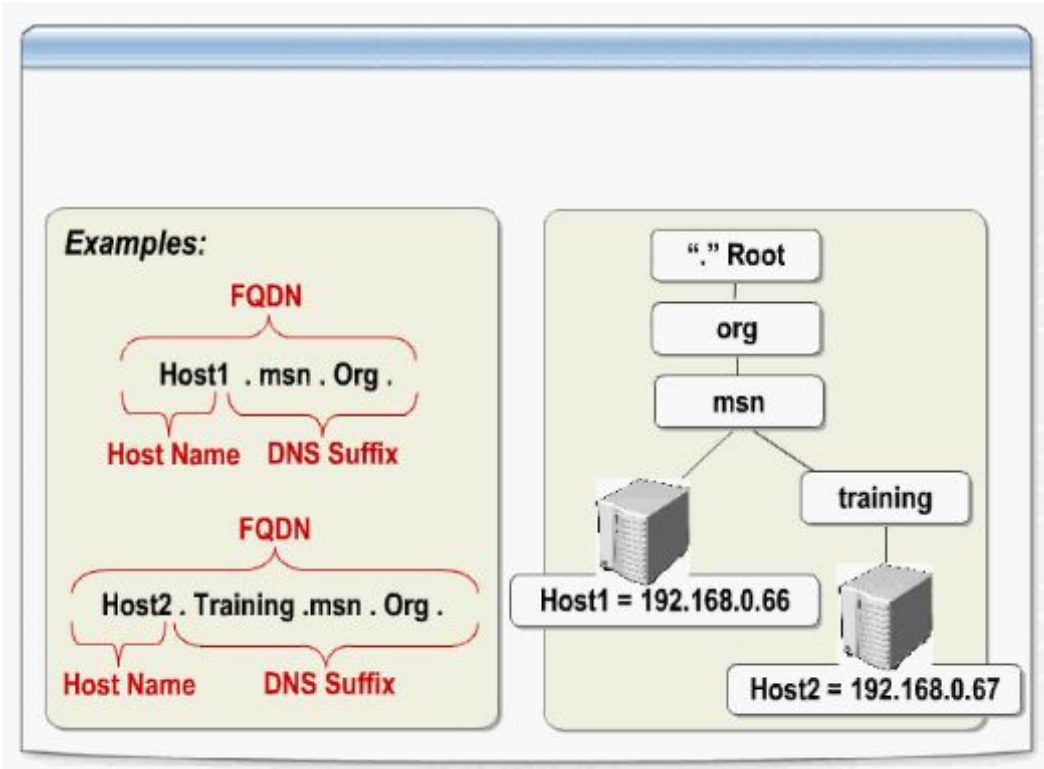 Examples:
FQDN
Host1 . msn . Org .
Host Name DNS Suffix
FQDN
Host2 . Training .msn . Org .
Host Name DNS Suffix
“.” Root
org
msn
training
Host1 = 192.168.0.66
Host2 = 192.168.0.67